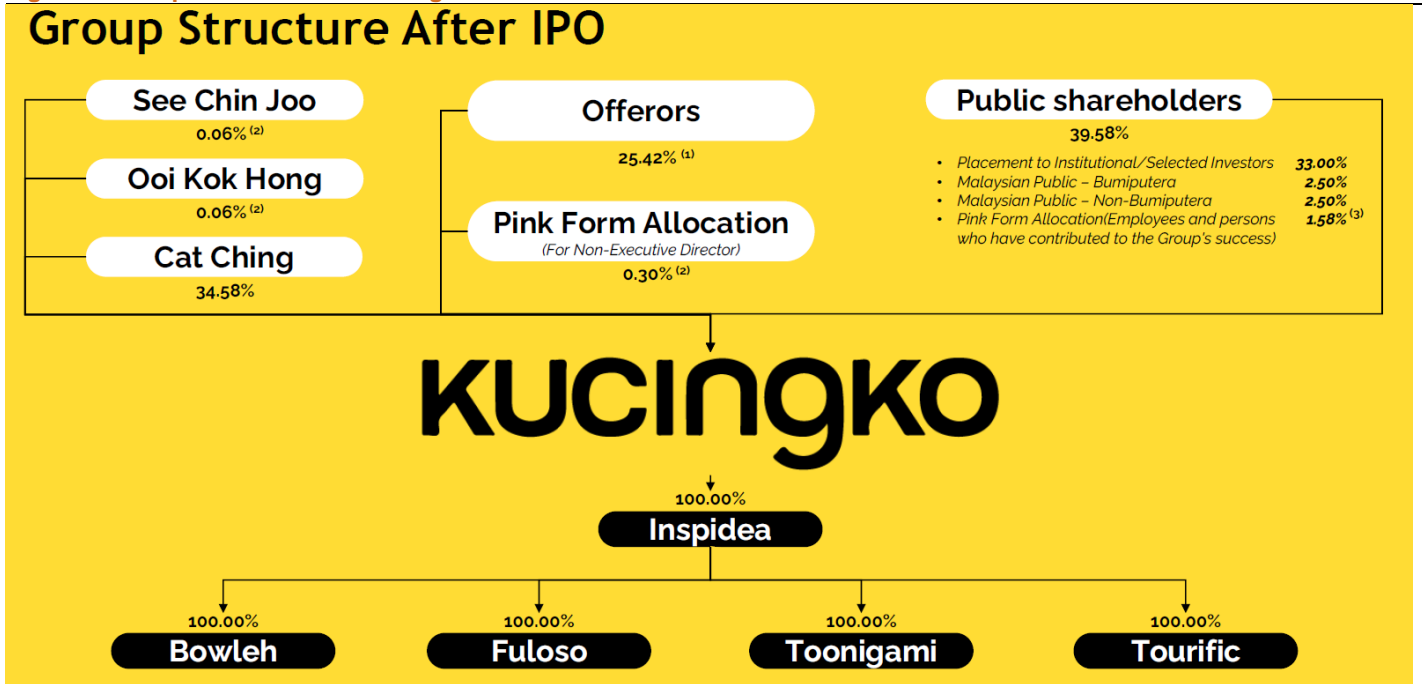 Group Structure After IPO
See Chin Joo
0.06% (2)
Ooi Kok Hong
0.06% (2)
Cat Ching
34.58%
Offerors
25.42% (1)
Pink Form Allocation
(For Non-Executive Director)
0.30% (2)
Public shareholders
39.58%
• Placement to Institutional/Selected Investors 33.00%
• Malaysian Public – Bumiputera 2.50%
• Malaysian Public – Non-Bumiputera 2.50%
• Pink Form Allocation(Employees and persons 1.58% (3)
who have contributed to the Group's success)
KUCINGKO
100.00%
Inspidea
100.00%
Bowleh
100.00%
Fuloso
100.00%
Toonigami
100.00%
Tourific